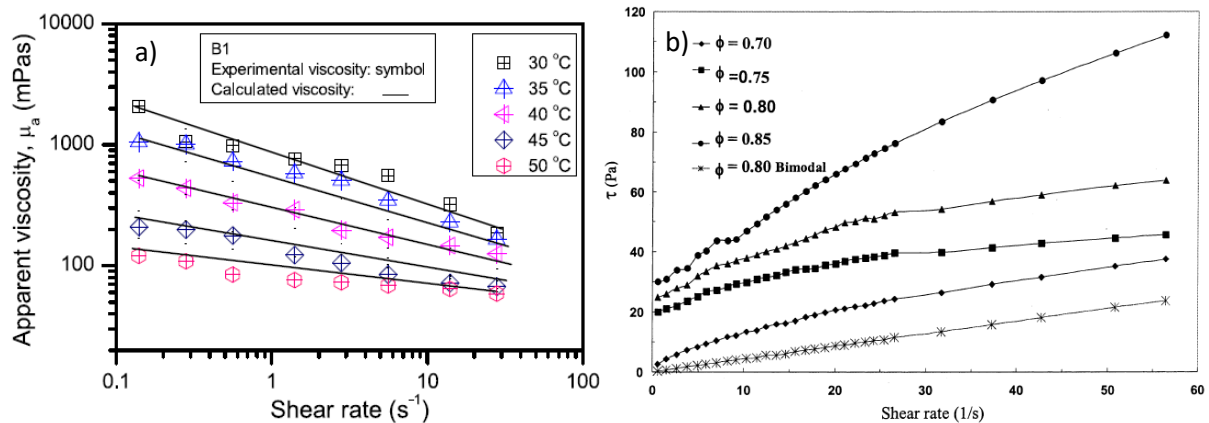 a)
B1
Experimental viscosity: symbol
Calculated viscosity: ___
30 °C
35 °C
40 °C
45 °C
50 °C
10000
1000
100
0.1
1
10
100
Apparent viscosity, μa (mPas)
Shear rate (s⁻¹)
b)
ϕ = 0.70
ϕ =0.75
ϕ = 0.80
ϕ = 0.85
ϕ = 0.80 Bimodal
120
100
80
60
40
20
0
0
10
20
30
40
50
60
τ (Pa)
Shear rate (1/s)